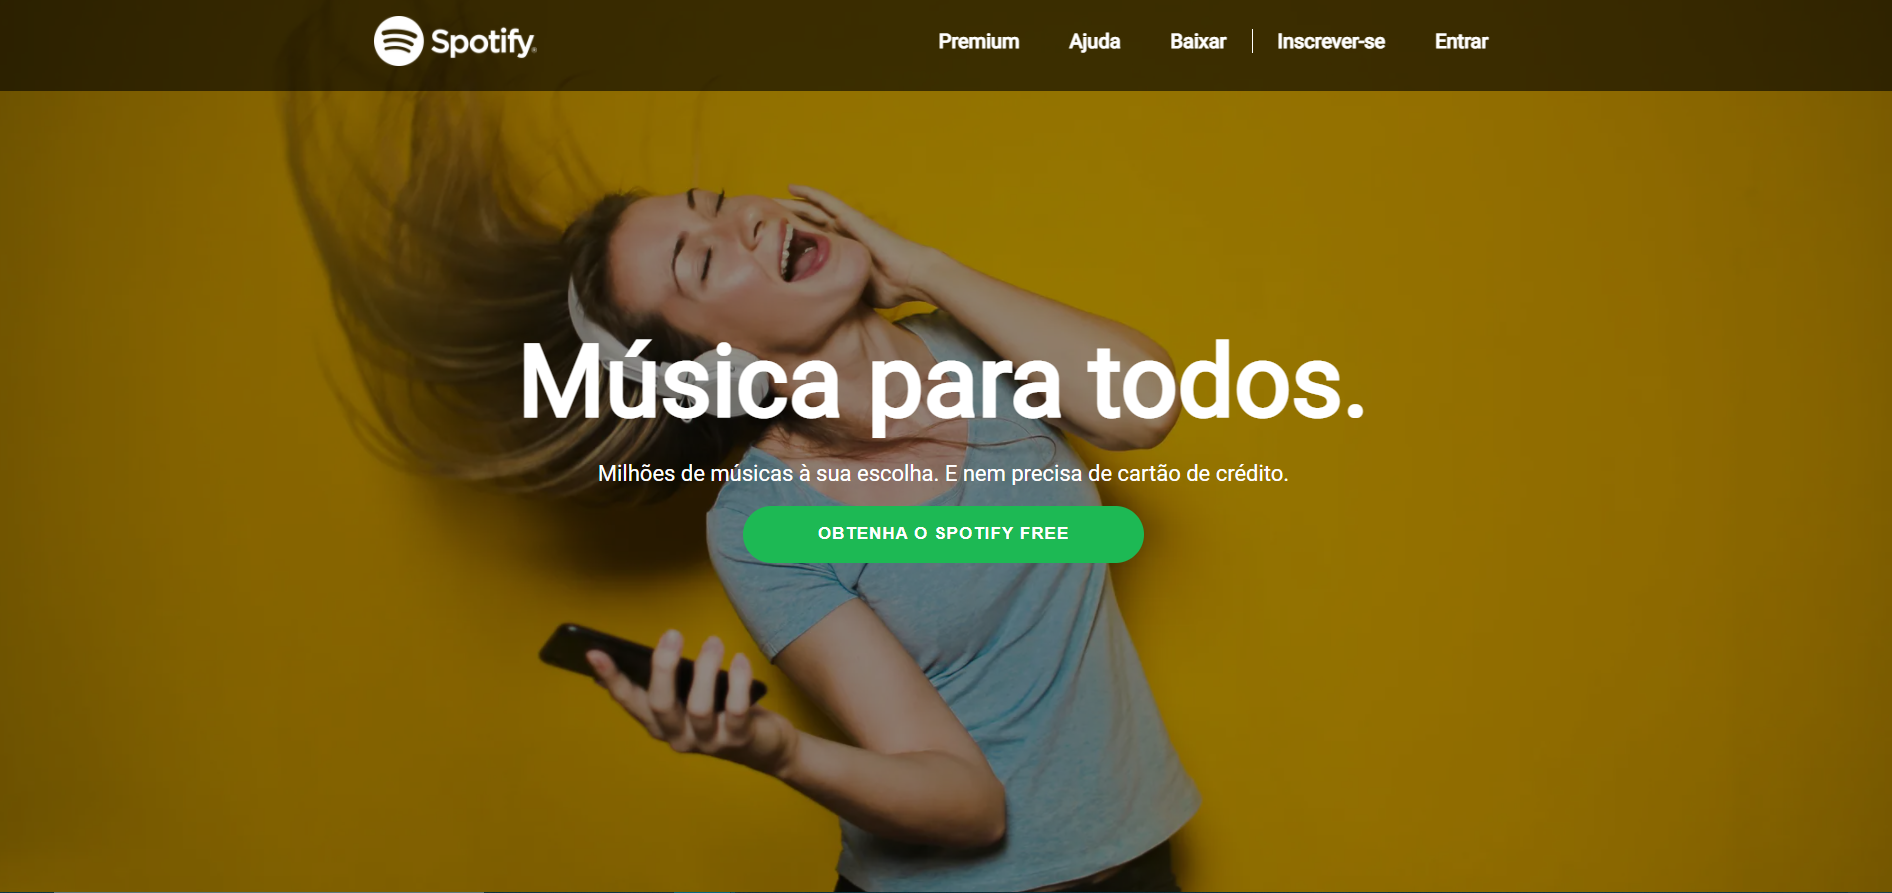 Spotify®
Premium Ajuda Baixar Inscrever-se Entrar
Música para todos.
Milhões de músicas à sua escolha. E nem precisa de cartão de crédito.
OBTENHA O SPOTIFY FREE